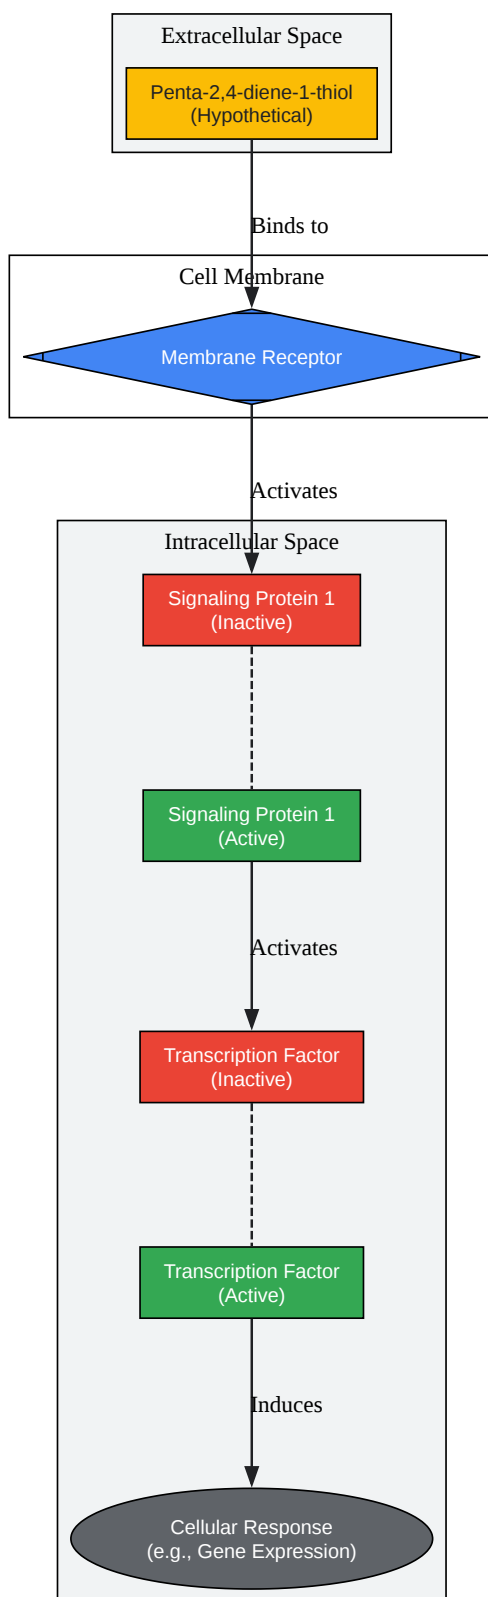 Extracellular Space
Penta-2,4-diene-1-thiol
(Hypothetical)
Binds to
Cell Membrane
Membrane Receptor
Activates
Intracellular Space
Signaling Protein 1
(Inactive)
Signaling Protein 1
(Active)
Activates
Transcription Factor
(Inactive)
Transcription Factor
(Active)
Induces
Cellular Response
(e.g., Gene Expression)